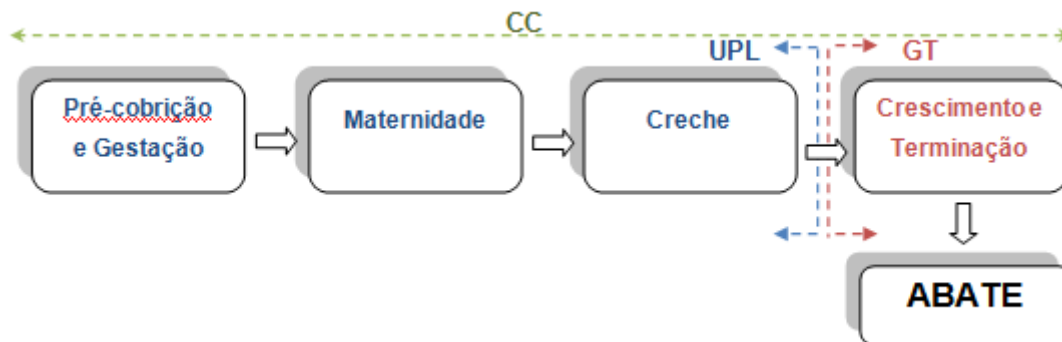 CC
UPL
GT
Pré-cobrição
e Gestação
Maternidade
Creche
Crescimento e
Terminação
ABATE